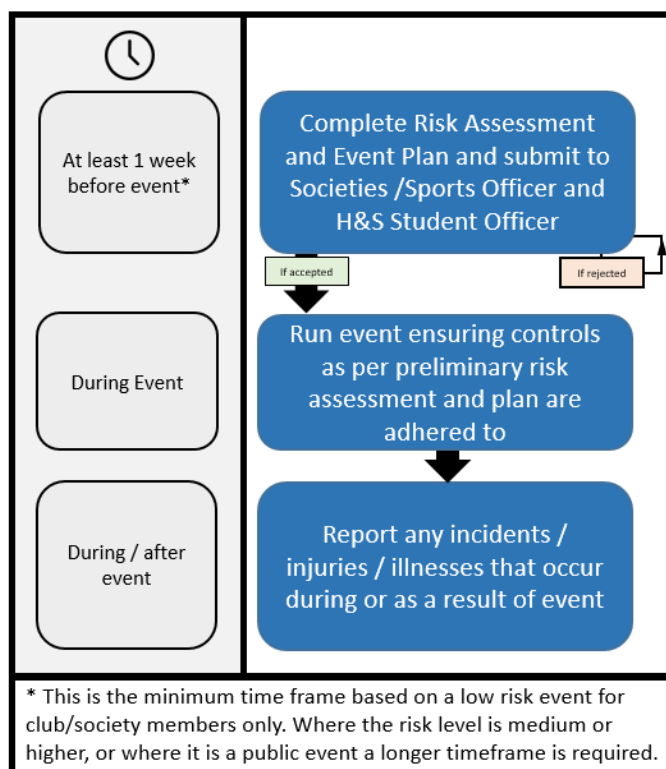 At least 1 week
before event*
Complete Risk Assessment
and Event Plan and submit to
Societies /Sports Officer and
H&S Student Officer
If accepted
If rejected
During Event
Run event ensuring controls
as per preliminary risk
assessment and plan are
adhered to
During / after
event
Report any incidents /
injuries / illnesses that occur
during or as a result of event
* This is the minimum time frame based on a low risk event for
club/society members only. Where the risk level is medium or
higher, or where it is a public event a longer timeframe is required.